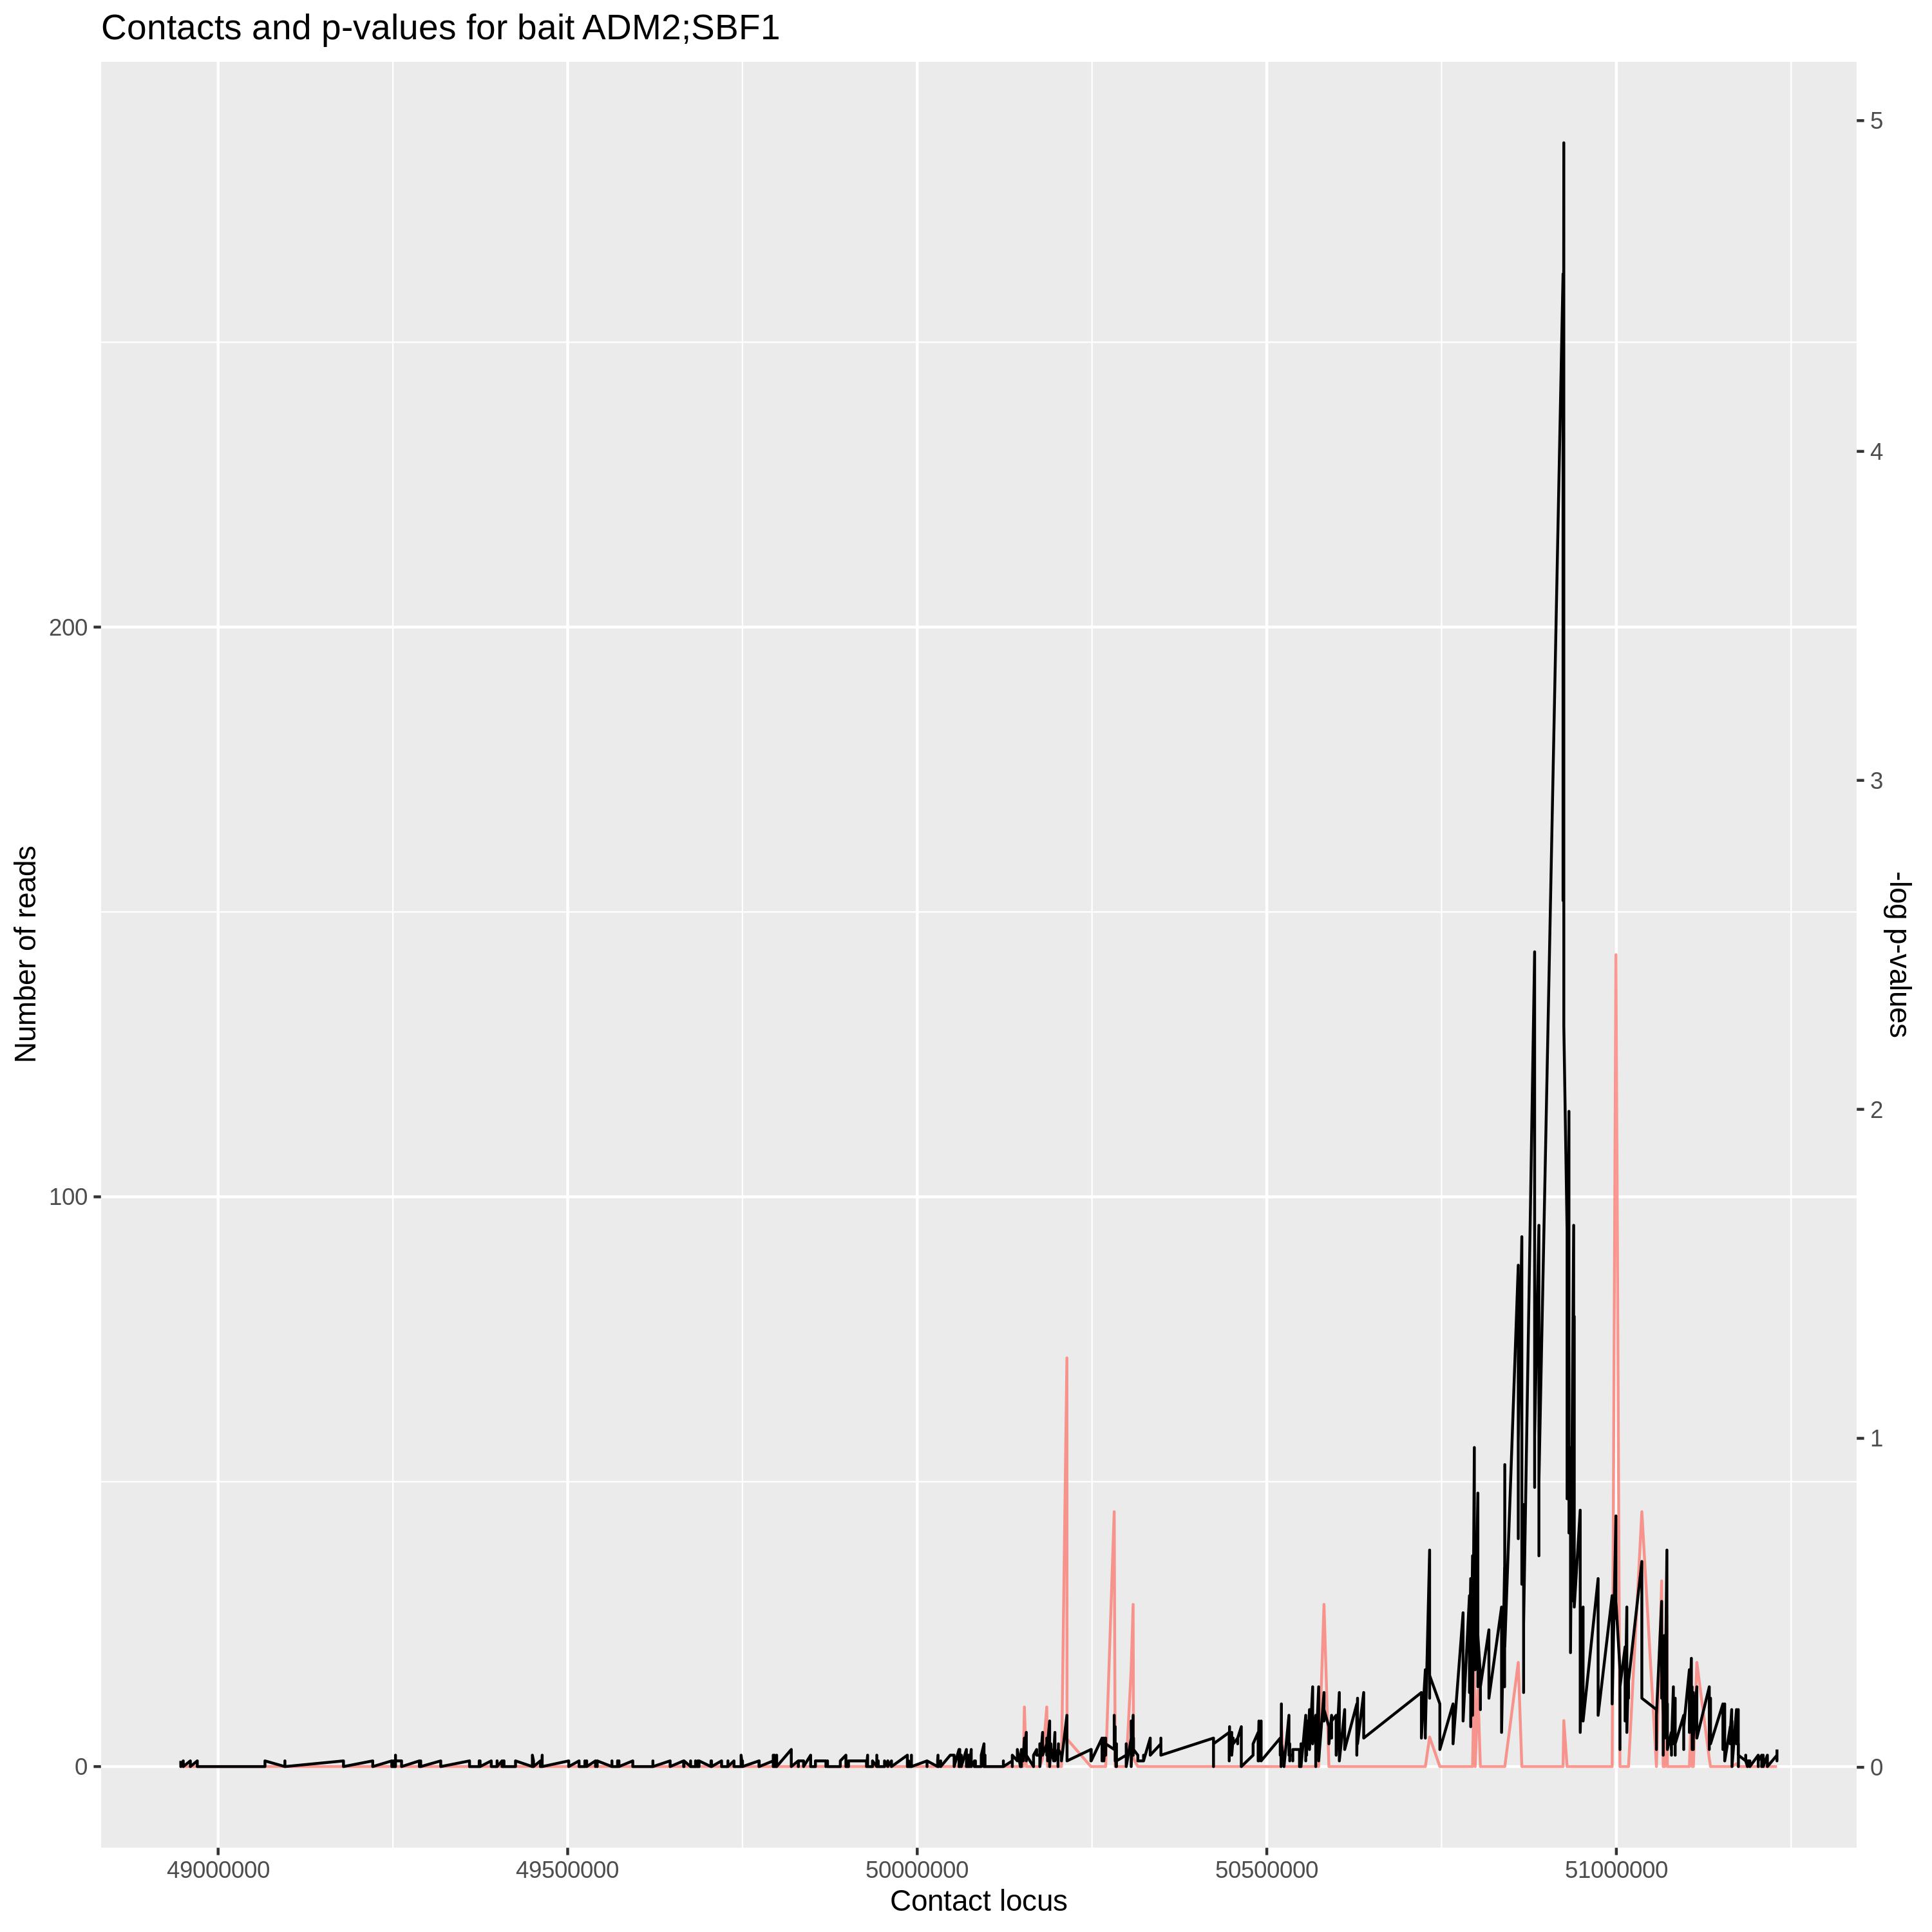 Contacts and p-values for bait ADM2;SBF1
5
4
200
3
Number of reads
-log p-values
100
2
1
0
0
49000000 49500000 50000000 50500000 51000000
Contact locus